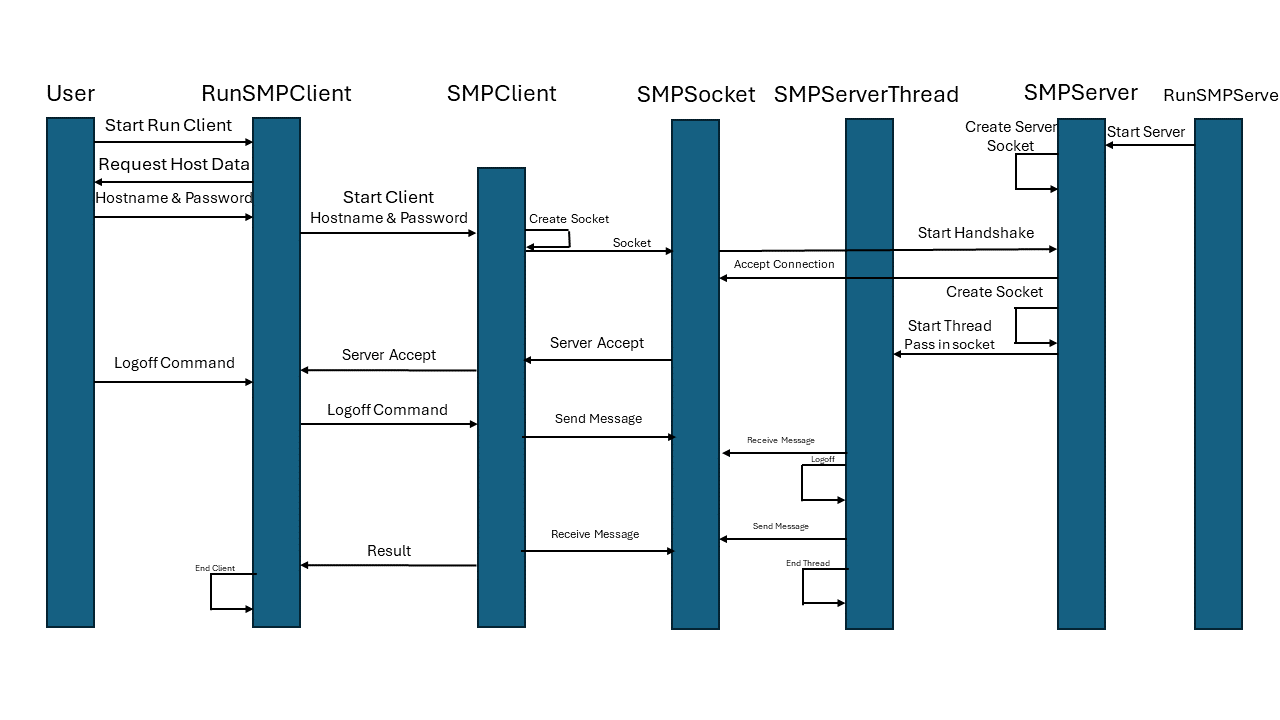 User
RunSMPClient
SMPClient
SMPSocket
SMPServerThread
SMPServer
RunSMPServe
Start Run Client
Create Server
Socket
Start Server
Request Host Data
Hostname & Password
Start Client
Hostname & Password
Create Socket
Socket
Start Handshake
Accept Connection
Create Socket
Start Thread
Pass in socket
Server Accept
Server Accept
Logoff Command
Logoff Command
Send Message
Receive Message
Logoff
Send Message
Receive Message
Result
End Client
End Thread